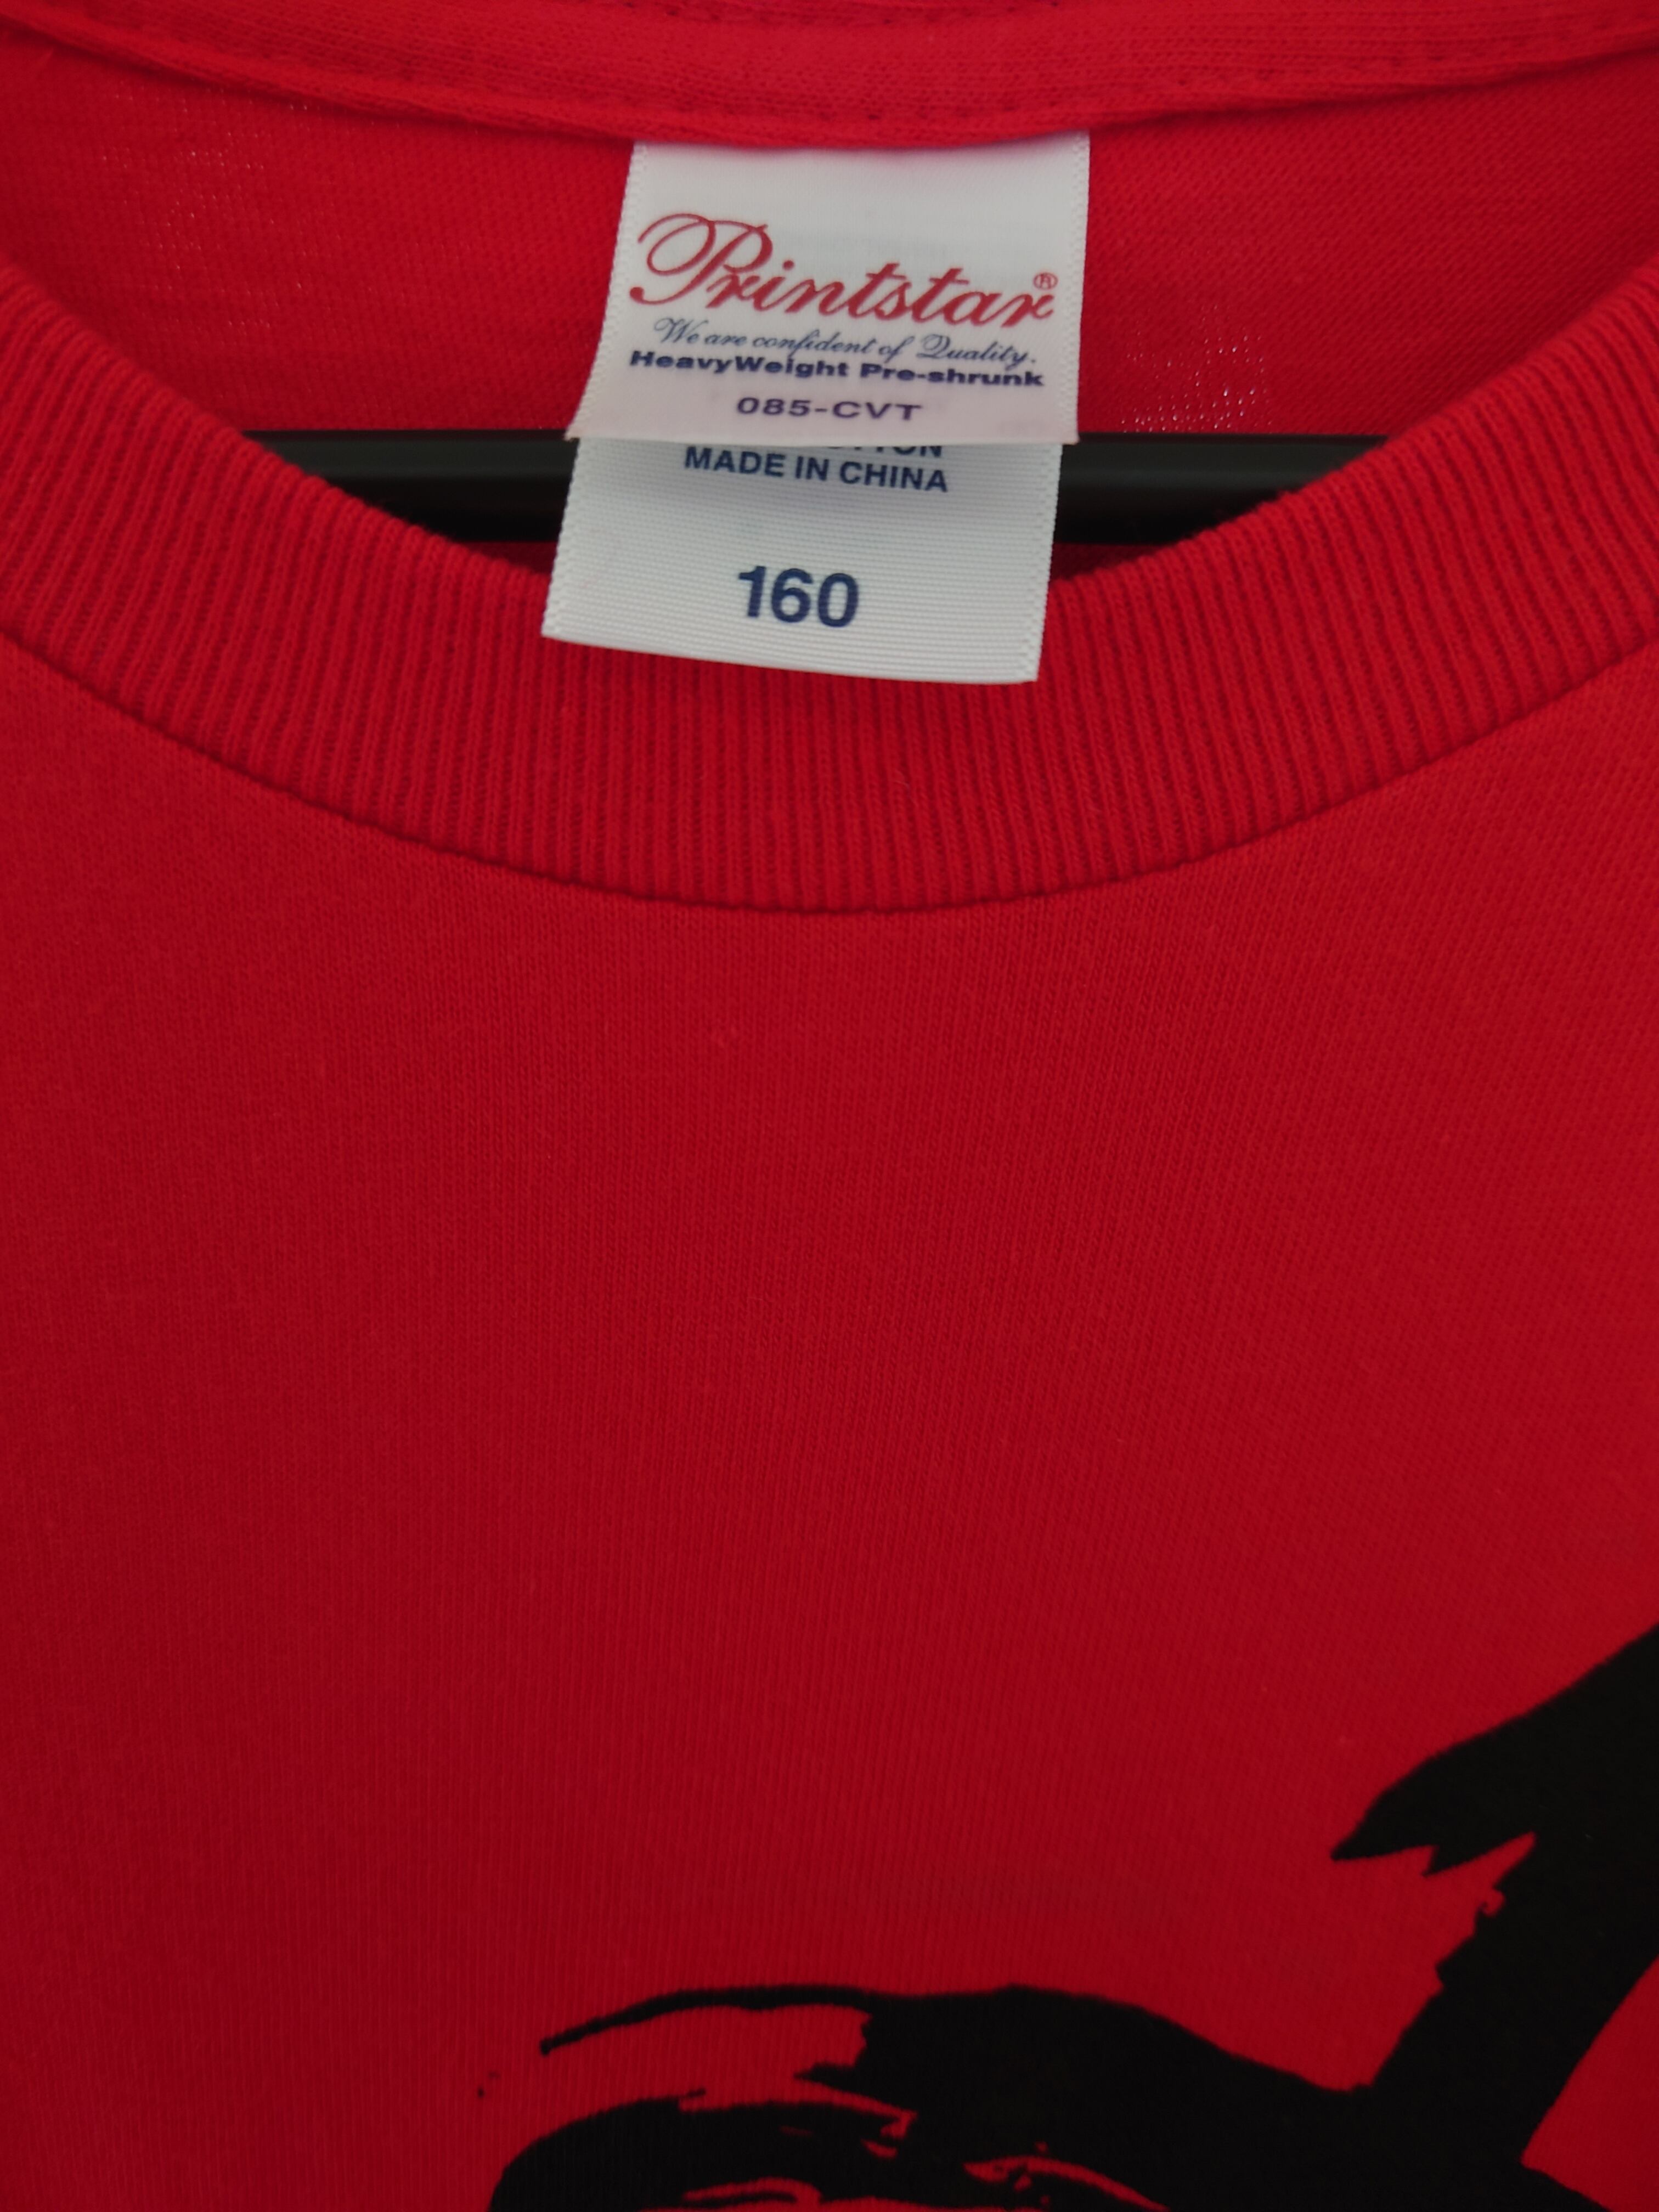 Printstar®
We are confident of Quality.
HeavyWeight Pre-shrunk
085-CVT
MADE IN CHINA
160